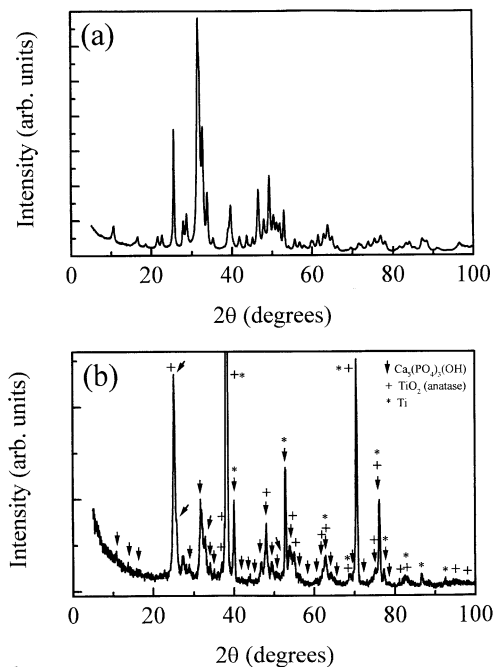 (a)
Intensity (arb. units)
0 20 40 60 80 100
2θ (degrees)
(b)
Ca₅(PO₄)₃(OH)
+ TiO₂ (anatase)
* Ti
+
+*
*+
*
*
*
+
+
*
+
+
+
+
+
*
+
*
+
*
+
*
+
+
*
*
++
*
*
+
+
Intensity (arb. units)
0 20 40 60 80 100
2θ (degrees)